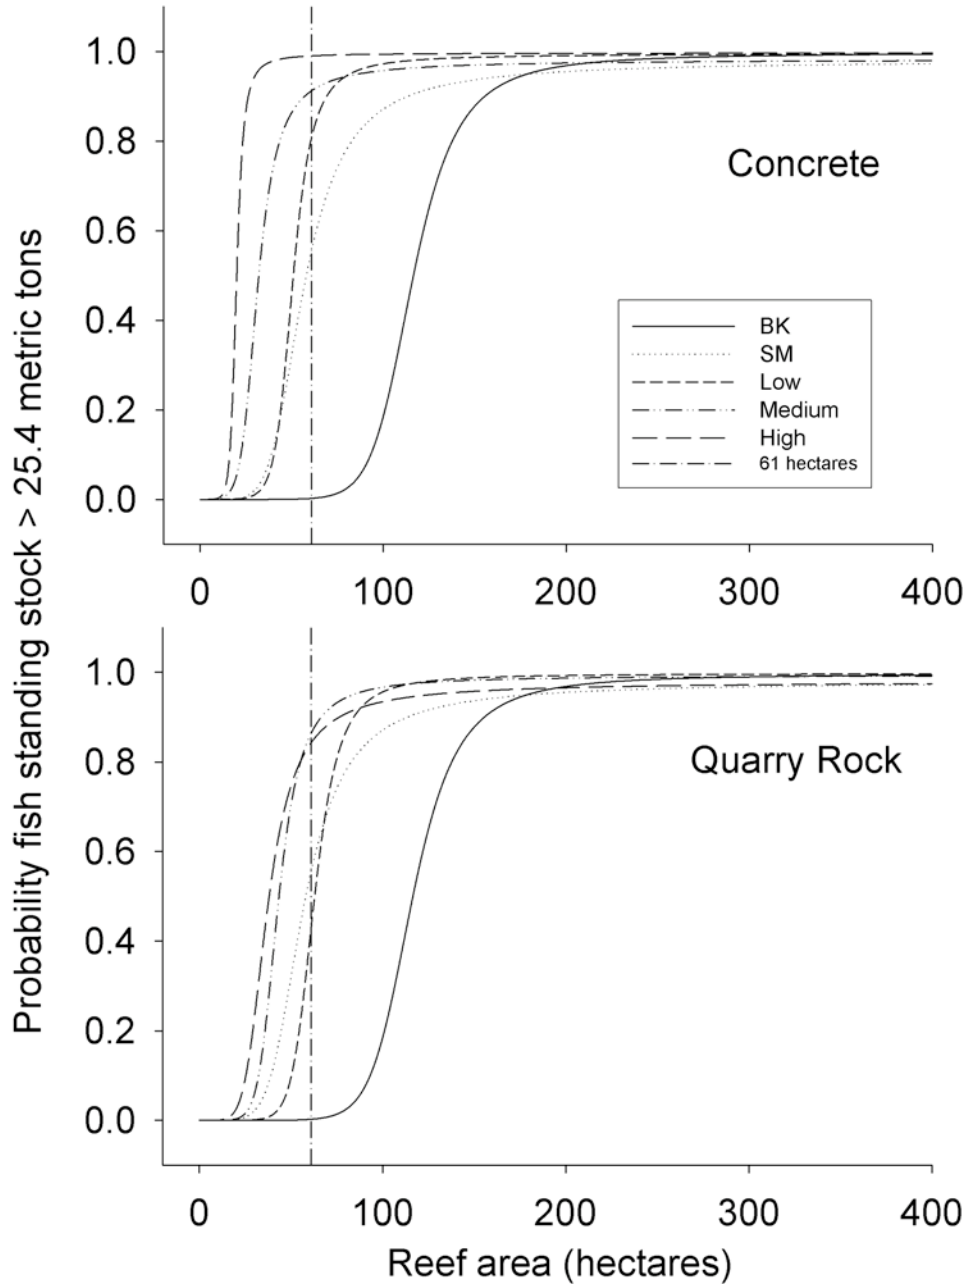 Probability fish standing stock > 25.4 metric tons
1.0
0.8
0.6
0.4
0.2
0.0
Concrete
BK
SM
Low
Medium
High
61 hectares
0 100 200 300 400
1.0
0.8
0.6
0.4
0.2
0.0
Quarry Rock
0 100 200 300 400
Reef area (hectares)